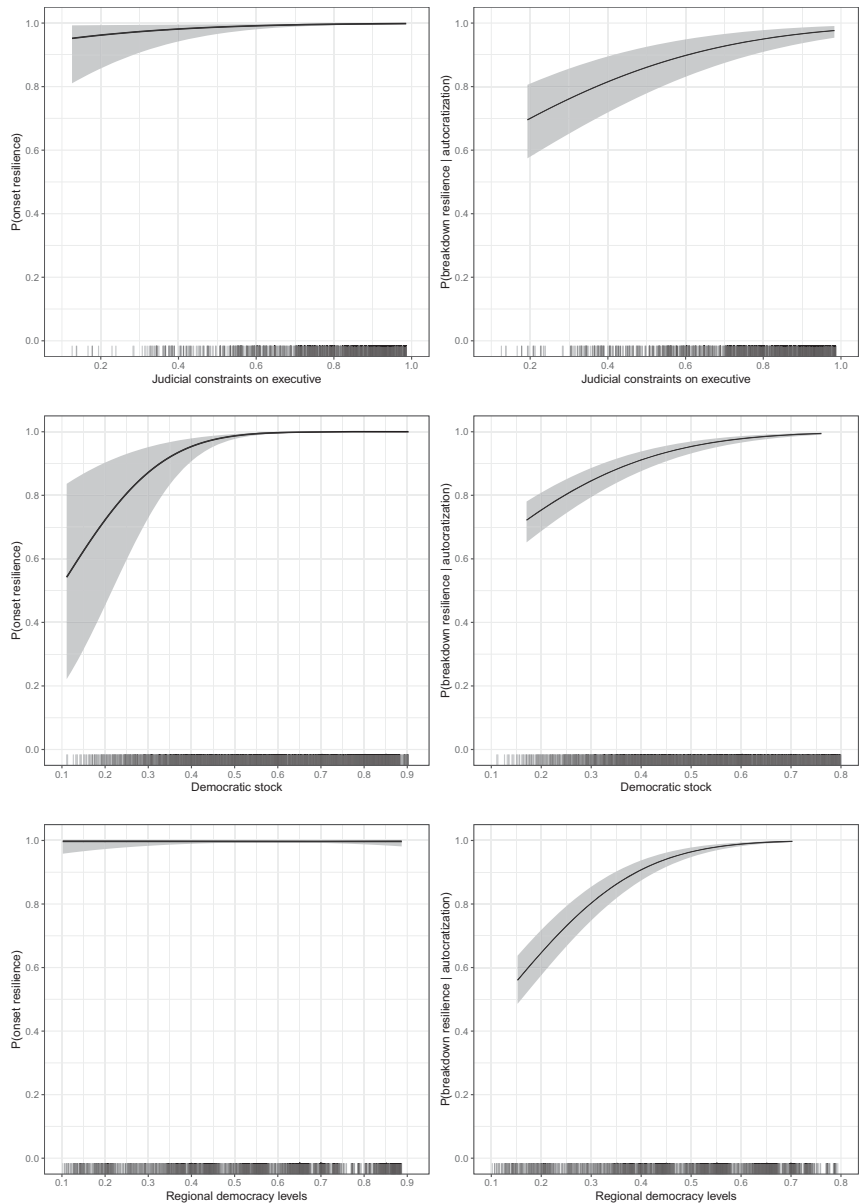 1.0
0.8
0.6
0.4
0.2
0.0
P(onset resilience)
0.2 0.4 0.6 0.8 1.0
Judicial constraints on executive
1.0
0.8
0.6
0.4
0.2
0.0
P(breakdown resilience | autocratization)
0.2 0.4 0.6 0.8 1.0
Judicial constraints on executive
1.0
0.8
0.6
0.4
0.2
0.0
P(onset resilience)
0.1 0.2 0.3 0.4 0.5 0.6 0.7 0.8 0.9
Democratic stock
1.0
0.8
0.6
0.4
0.2
0.0
P(breakdown resilience | autocratization)
0.1 0.2 0.3 0.4 0.5 0.6 0.7 0.8
Democratic stock
1.0
0.8
0.6
0.4
0.2
0.0
P(onset resilience)
0.1 0.2 0.3 0.4 0.5 0.6 0.7 0.8 0.9
Regional democracy levels
1.0
0.8
0.6
0.4
0.2
0.0
P(breakdown resilience | autocratization)
0.1 0.2 0.3 0.4 0.5 0.6 0.7 0.8
Regional democracy levels